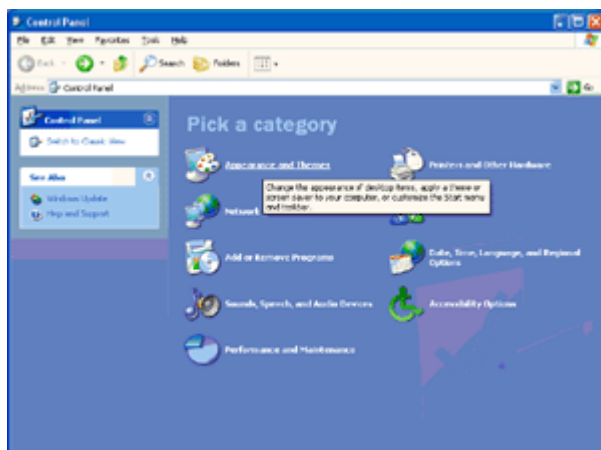 Control Panel
File Edit View Favorites Tools Help
Back Search Folders
Address Control Panel Go
Control Panel
Switch to Classic View
See Also
Windows Update
Help and Support
Pick a category
Appearance and Themes
Printers and Other Hardware
Change the appearance of desktop items, apply a theme or
screen saver to your computer, or customize the Start menu
and taskbar.
Network
Add or Remove Programs
Date, Time, Language, and Regional
Options
Sounds, Speech, and Audio Devices
Accessibility Options
Performance and Maintenance